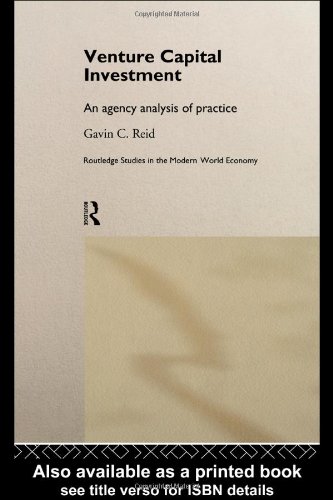 Venture Capital
Investment
An agency analysis of practice
Gavin C. Reid
Routledge Studies in the Modern World Economy
R
ROUTLEDGE
Also available as a printed book
see title verso for ISBN details